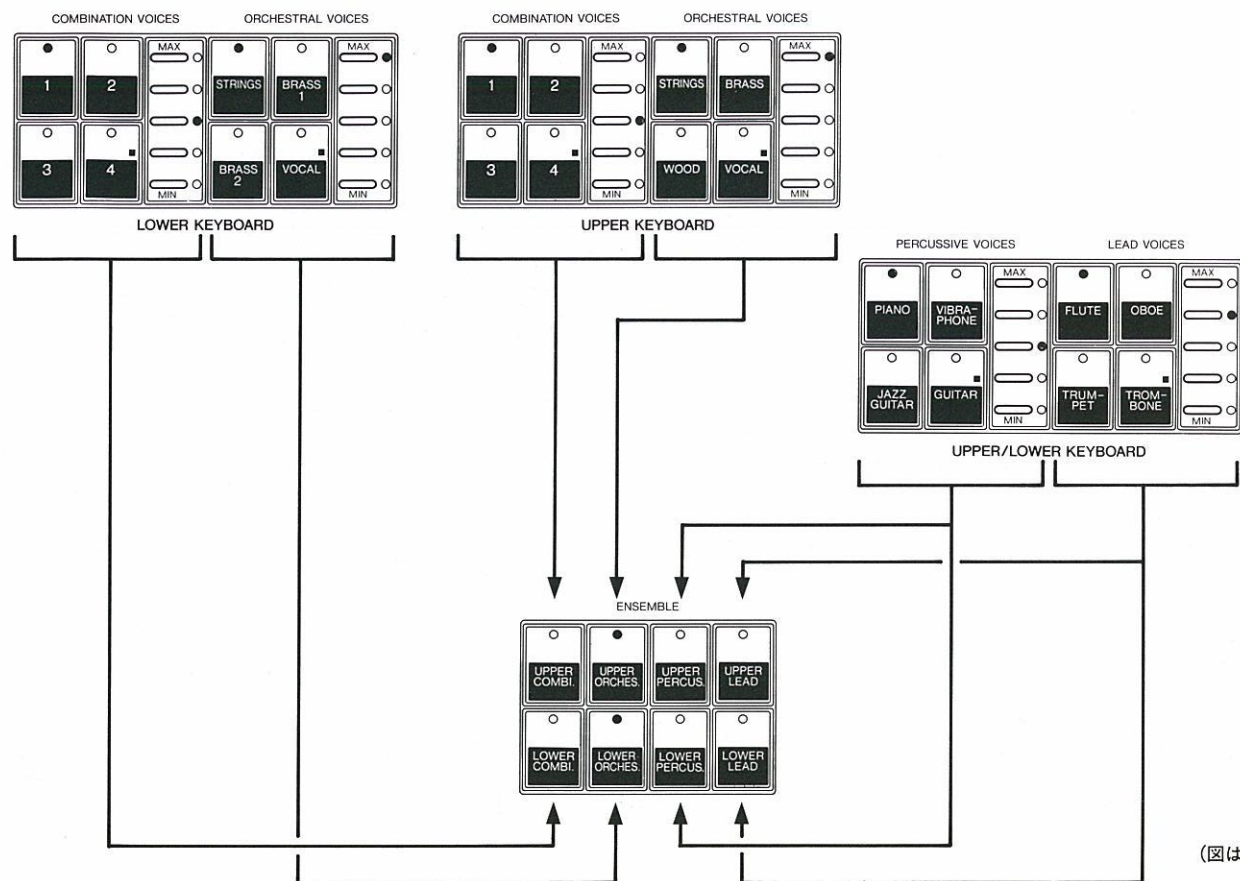 COMBINATION VOICES
ORCHESTRAL VOICES
1
2
MAX
STRINGS
BRASS
1
MAX
3
4
MIN
BRASS
2
VOCAL
MIN
LOWER KEYBOARD
COMBINATION VOICES
ORCHESTRAL VOICES
1
2
MAX
STRINGS
BRASS
MAX
3
4
MIN
WOOD
VOCAL
MIN
UPPER KEYBOARD
PERCUSSIVE VOICES
LEAD VOICES
PIANO
VIBRA-
PHONE
MAX
FLUTE
OBOE
MAX
JAZZ
GUITAR
GUITAR
MIN
TRUM-
PET
TROM-
BONE
MIN
UPPER/LOWER KEYBOARD
ENSEMBLE
UPPER
COMBI.
UPPER
ORCHES.
UPPER
PERCUS.
UPPER
LEAD
LOWER
COMBI.
LOWER
ORCHES.
LOWER
PERCUS.
LOWER
LEAD
(図は